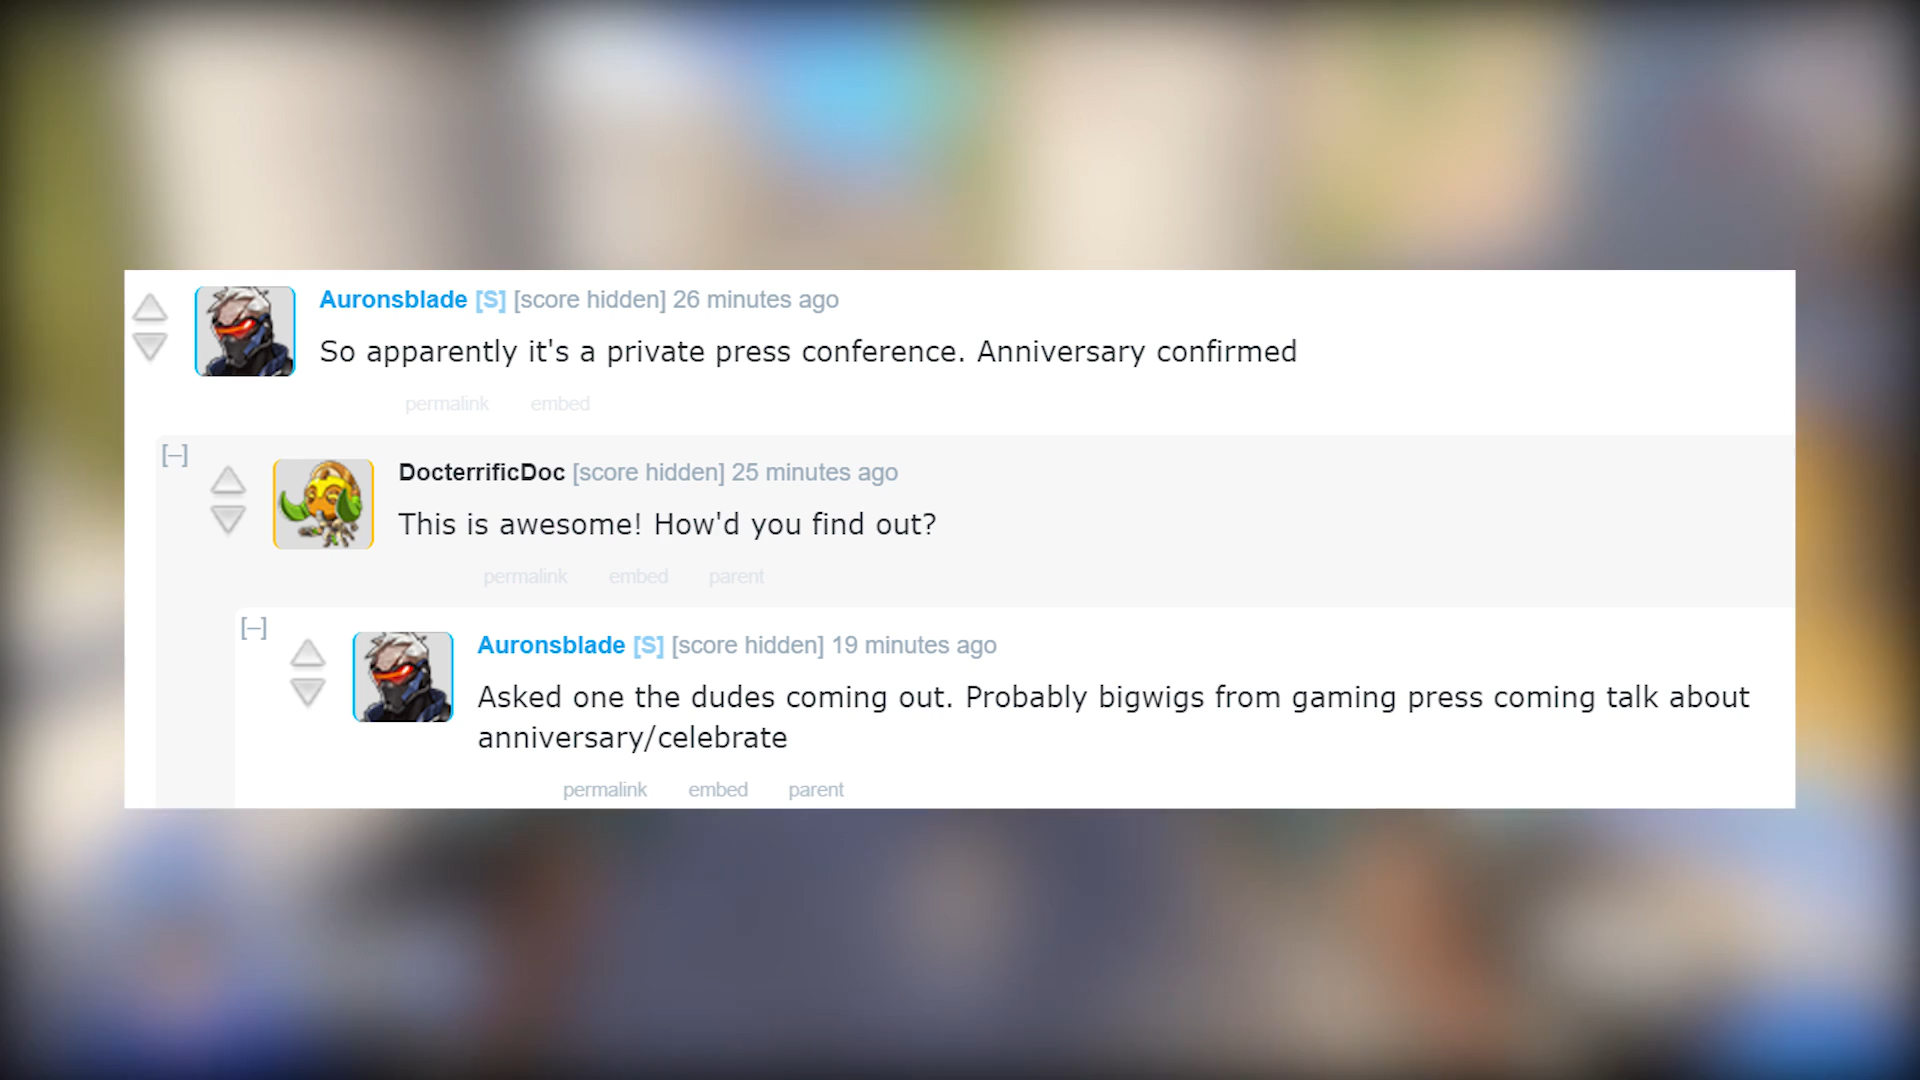 Auronsblade [S] [score hidden] 26 minutes ago
So apparently it's a private press conference. Anniversary confirmed
permalink embed
[–]
DocterrificDoc [score hidden] 25 minutes ago
This is awesome! How'd you find out?
permalink embed parent
[–]
Auronsblade [S] [score hidden] 19 minutes ago
Asked one the dudes coming out. Probably bigwigs from gaming press coming talk about
anniversary/celebrate
permalink embed parent